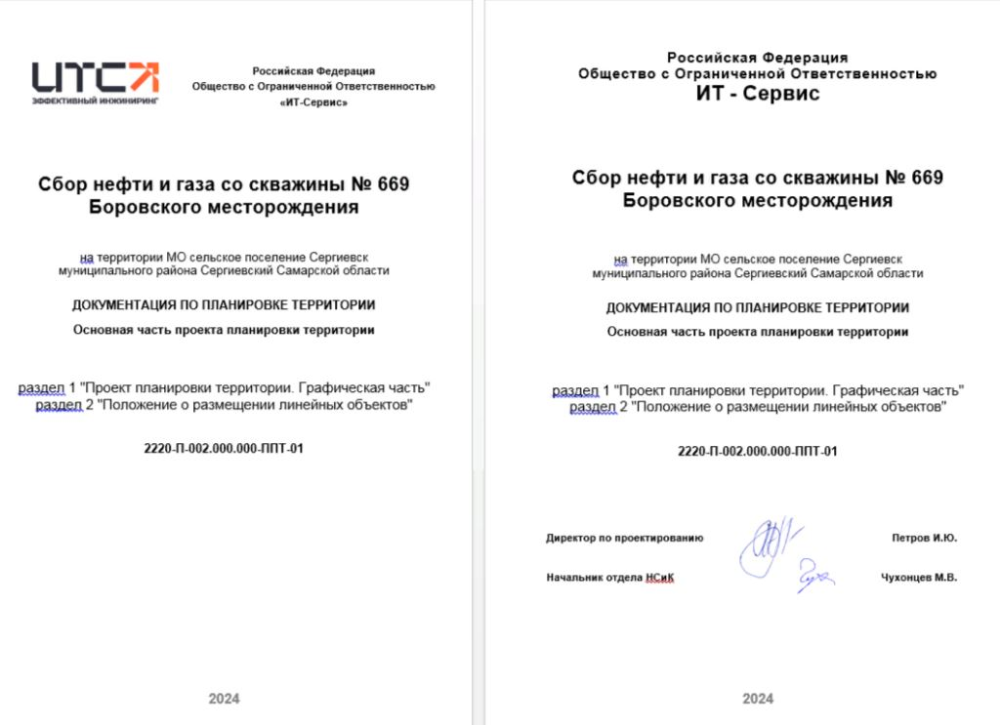 ИТСК
ЭФФЕКТИВНЫЙ ИНЖИНИРИНГ
Российская Федерация
Общество с Ограниченной Ответственностью
«ИТ-Сервис»
Сбор нефти и газа со скважины № 669
Боровского месторождения
на территории МО сельское поселение Сергиевск
муниципального района Сергиевский Самарской области
ДОКУМЕНТАЦИЯ ПО ПЛАНИРОВКЕ ТЕРРИТОРИИ
Основная часть проекта планировки территории
раздел 1 "Проект планировки территории. Графическая часть"
раздел 2 "Положение о размещении линейных объектов"
2220-П-002.000.000-ППТ-01
2024
Российская Федерация
Общество с Ограниченной Ответственностью
ИТ - Сервис
Сбор нефти и газа со скважины № 669
Боровского месторождения
на территории МО сельское поселение Сергиевск
муниципального района Сергиевский Самарской области
ДОКУМЕНТАЦИЯ ПО ПЛАНИРОВКЕ ТЕРРИТОРИИ
Основная часть проекта планировки территории
раздел 1 "Проект планировки территории. Графическая часть"
раздел 2 "Положение о размещении линейных объектов"
2220-П-002.000.000-ППТ-01
Директор по проектированию Петров И.Ю.
Начальник отдела НСиК Чухонцев М.В.
2024